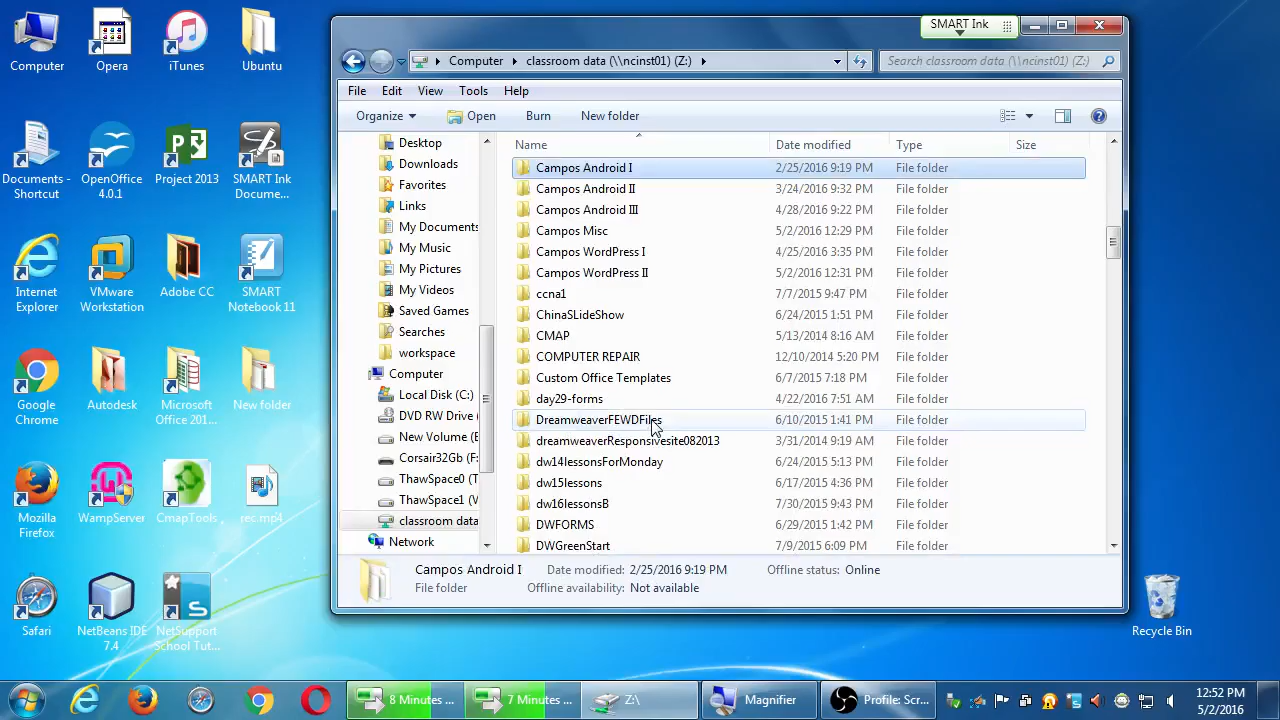 Computer
Opera
iTunes
Ubuntu
Documents - Shortcut
OpenOffice 4.0.1
Project 2013
SMART Ink Docume...
Internet Explorer
VMware Workstation
Adobe CC
SMART Notebook 11
Google Chrome
Autodesk
Microsoft Office 201...
New folder
Mozilla Firefox
WampServer
CmapTools
rec.mp4
Safari
NetBeans IDE 7.4
NetSupport School Tut...
Recycle Bin
SMART Ink
Computer classroom data (\\ncinst01) (Z:)
Search classroom data (\\ncinst01) (Z:)
File Edit View Tools Help
Organize Open Burn New folder
Desktop
Downloads
Favorites
Links
My Documents
My Music
My Pictures
My Videos
Saved Games
Searches
workspace
Computer
Local Disk (C:)
DVD RW Drive (
New Volume (E
Corsair32Gb (F:
ThawSpace0 (T
ThawSpace1 (V
classroom data
Network
Name Date modified Type Size
Campos Android I 2/25/2016 9:19 PM File folder
Campos Android II 3/24/2016 9:32 PM File folder
Campos Android III 4/28/2016 9:22 PM File folder
Campos Misc 5/2/2016 12:29 PM File folder
Campos WordPress I 4/25/2016 3:35 PM File folder
Campos WordPress II 5/2/2016 12:31 PM File folder
ccna1 7/7/2015 9:47 PM File folder
ChinaSLideShow 6/24/2015 1:51 PM File folder
CMAP 5/13/2014 8:16 AM File folder
COMPUTER REPAIR 12/10/2014 5:20 PM File folder
Custom Office Templates 6/7/2015 7:18 PM File folder
day29-forms 4/22/2016 7:51 AM File folder
DreamweaverFEWDFiles 6/10/2015 1:41 PM File folder
dreamweaverResponsivesite082013 3/31/2014 9:19 AM File folder
dw14lessonsForMonday 6/24/2015 5:13 PM File folder
dw15lessons 6/17/2015 4:36 PM File folder
dw16lessonsB 7/30/2015 9:43 PM File folder
DWFORMS 6/29/2015 1:42 PM File folder
DWGreenStart 7/9/2015 6:09 PM File folder
Campos Android I Date modified: 2/25/2016 9:19 PM Offline status: Online
File folder Offline availability: Not available
8 Minutes ...
7 Minutes ...
Z:\
Magnifier
Profile: Scr...
12:52 PM
5/2/2016